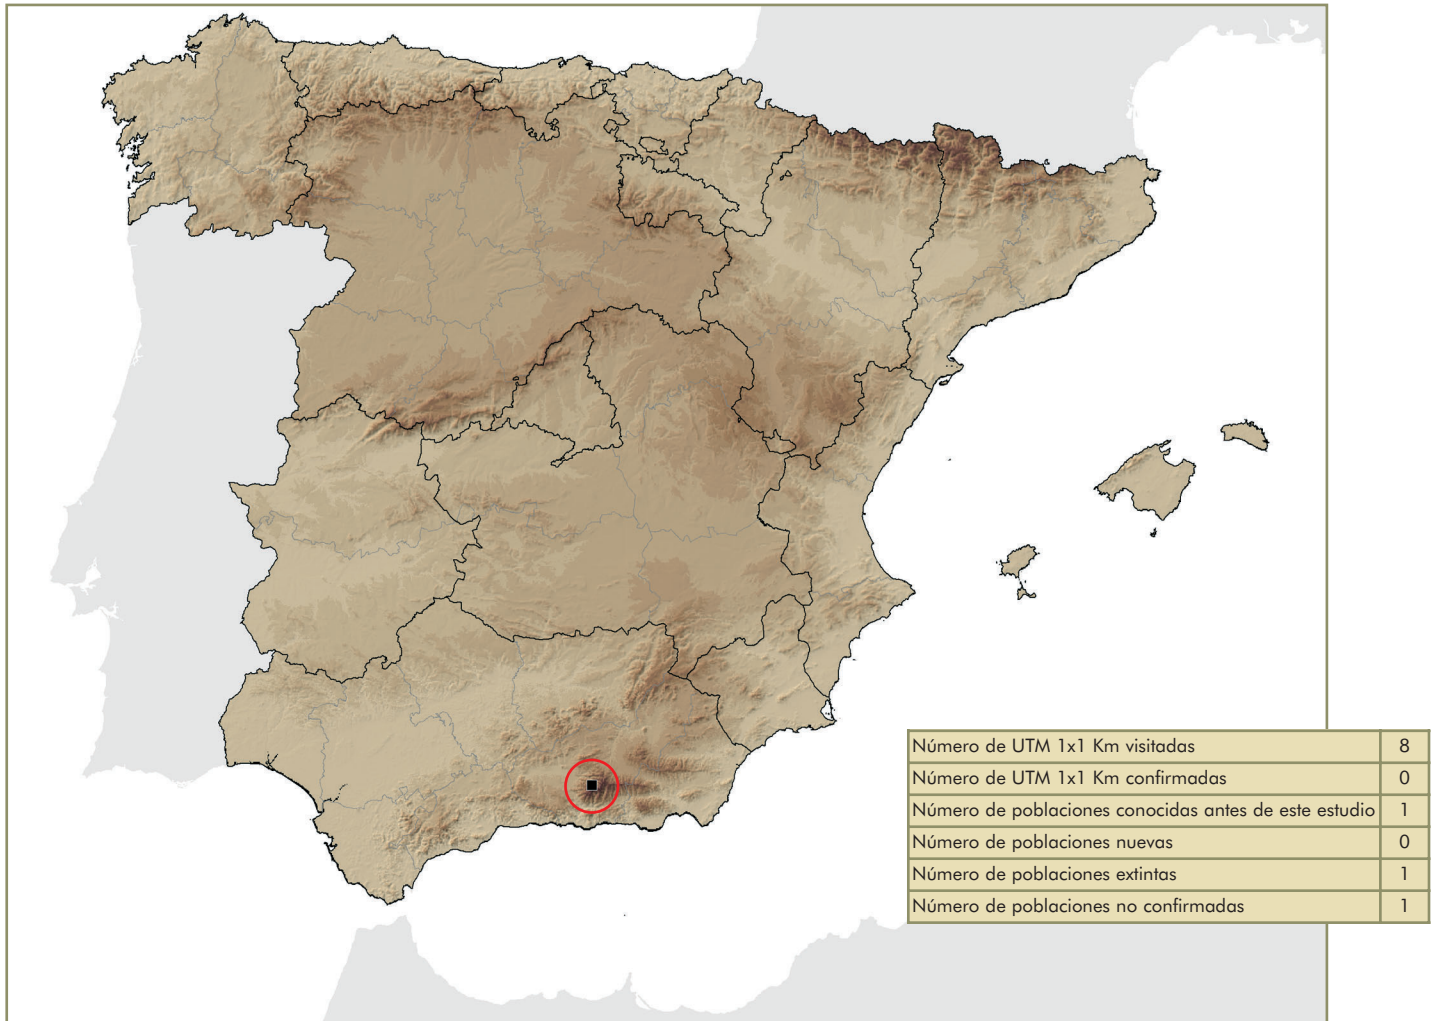 Número de UTM 1x1 Km visitadas 8
Número de UTM 1x1 Km confirmadas 0
Número de poblaciones conocidas antes de este estudio 1
Número de poblaciones nuevas 0
Número de poblaciones extintas 1
Número de poblaciones no confirmadas 1